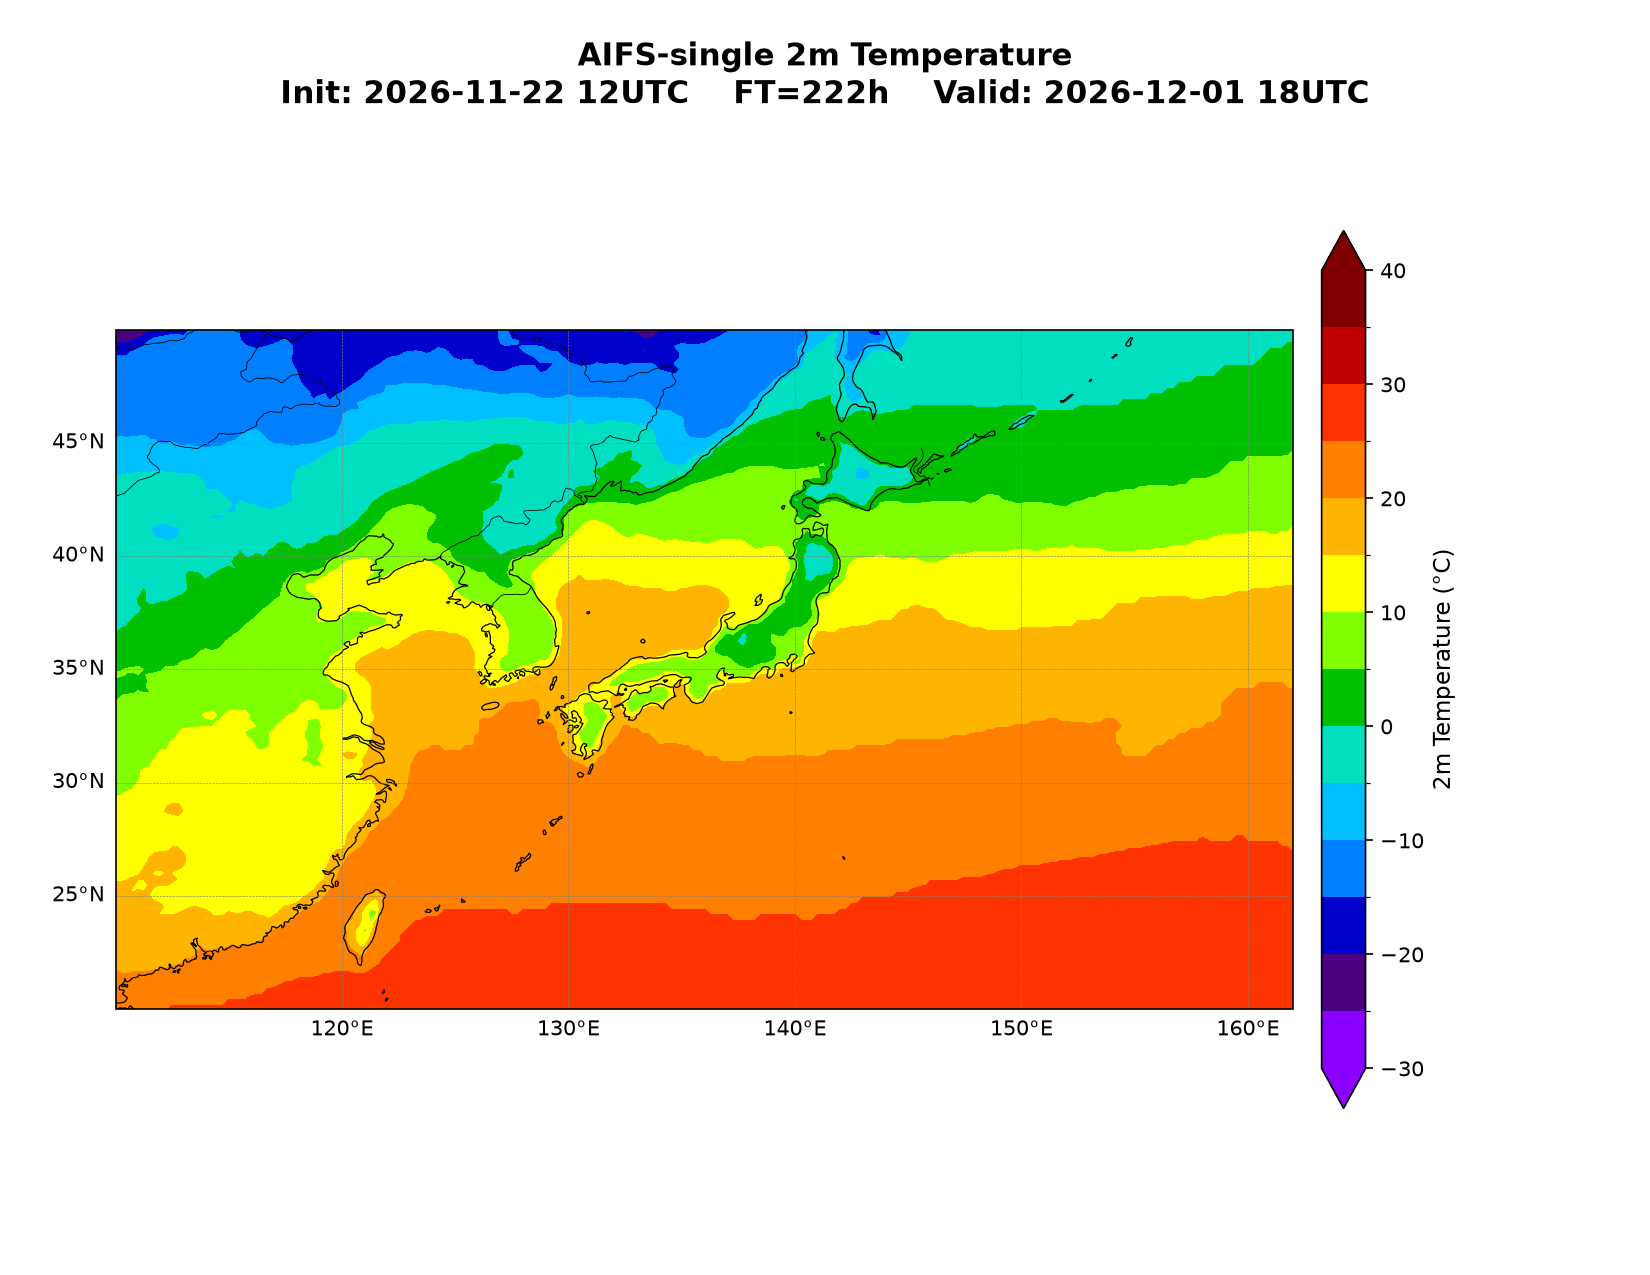 AIFS-single 2m Temperature
Init: 2026-11-22 12UTC    FT=222h    Valid: 2026-12-01 18UTC
45°N
40°N
35°N
30°N
25°N
120°E
130°E
140°E
150°E
160°E
40
30
20
10
0
−10
−20
−30
2m Temperature (°C)